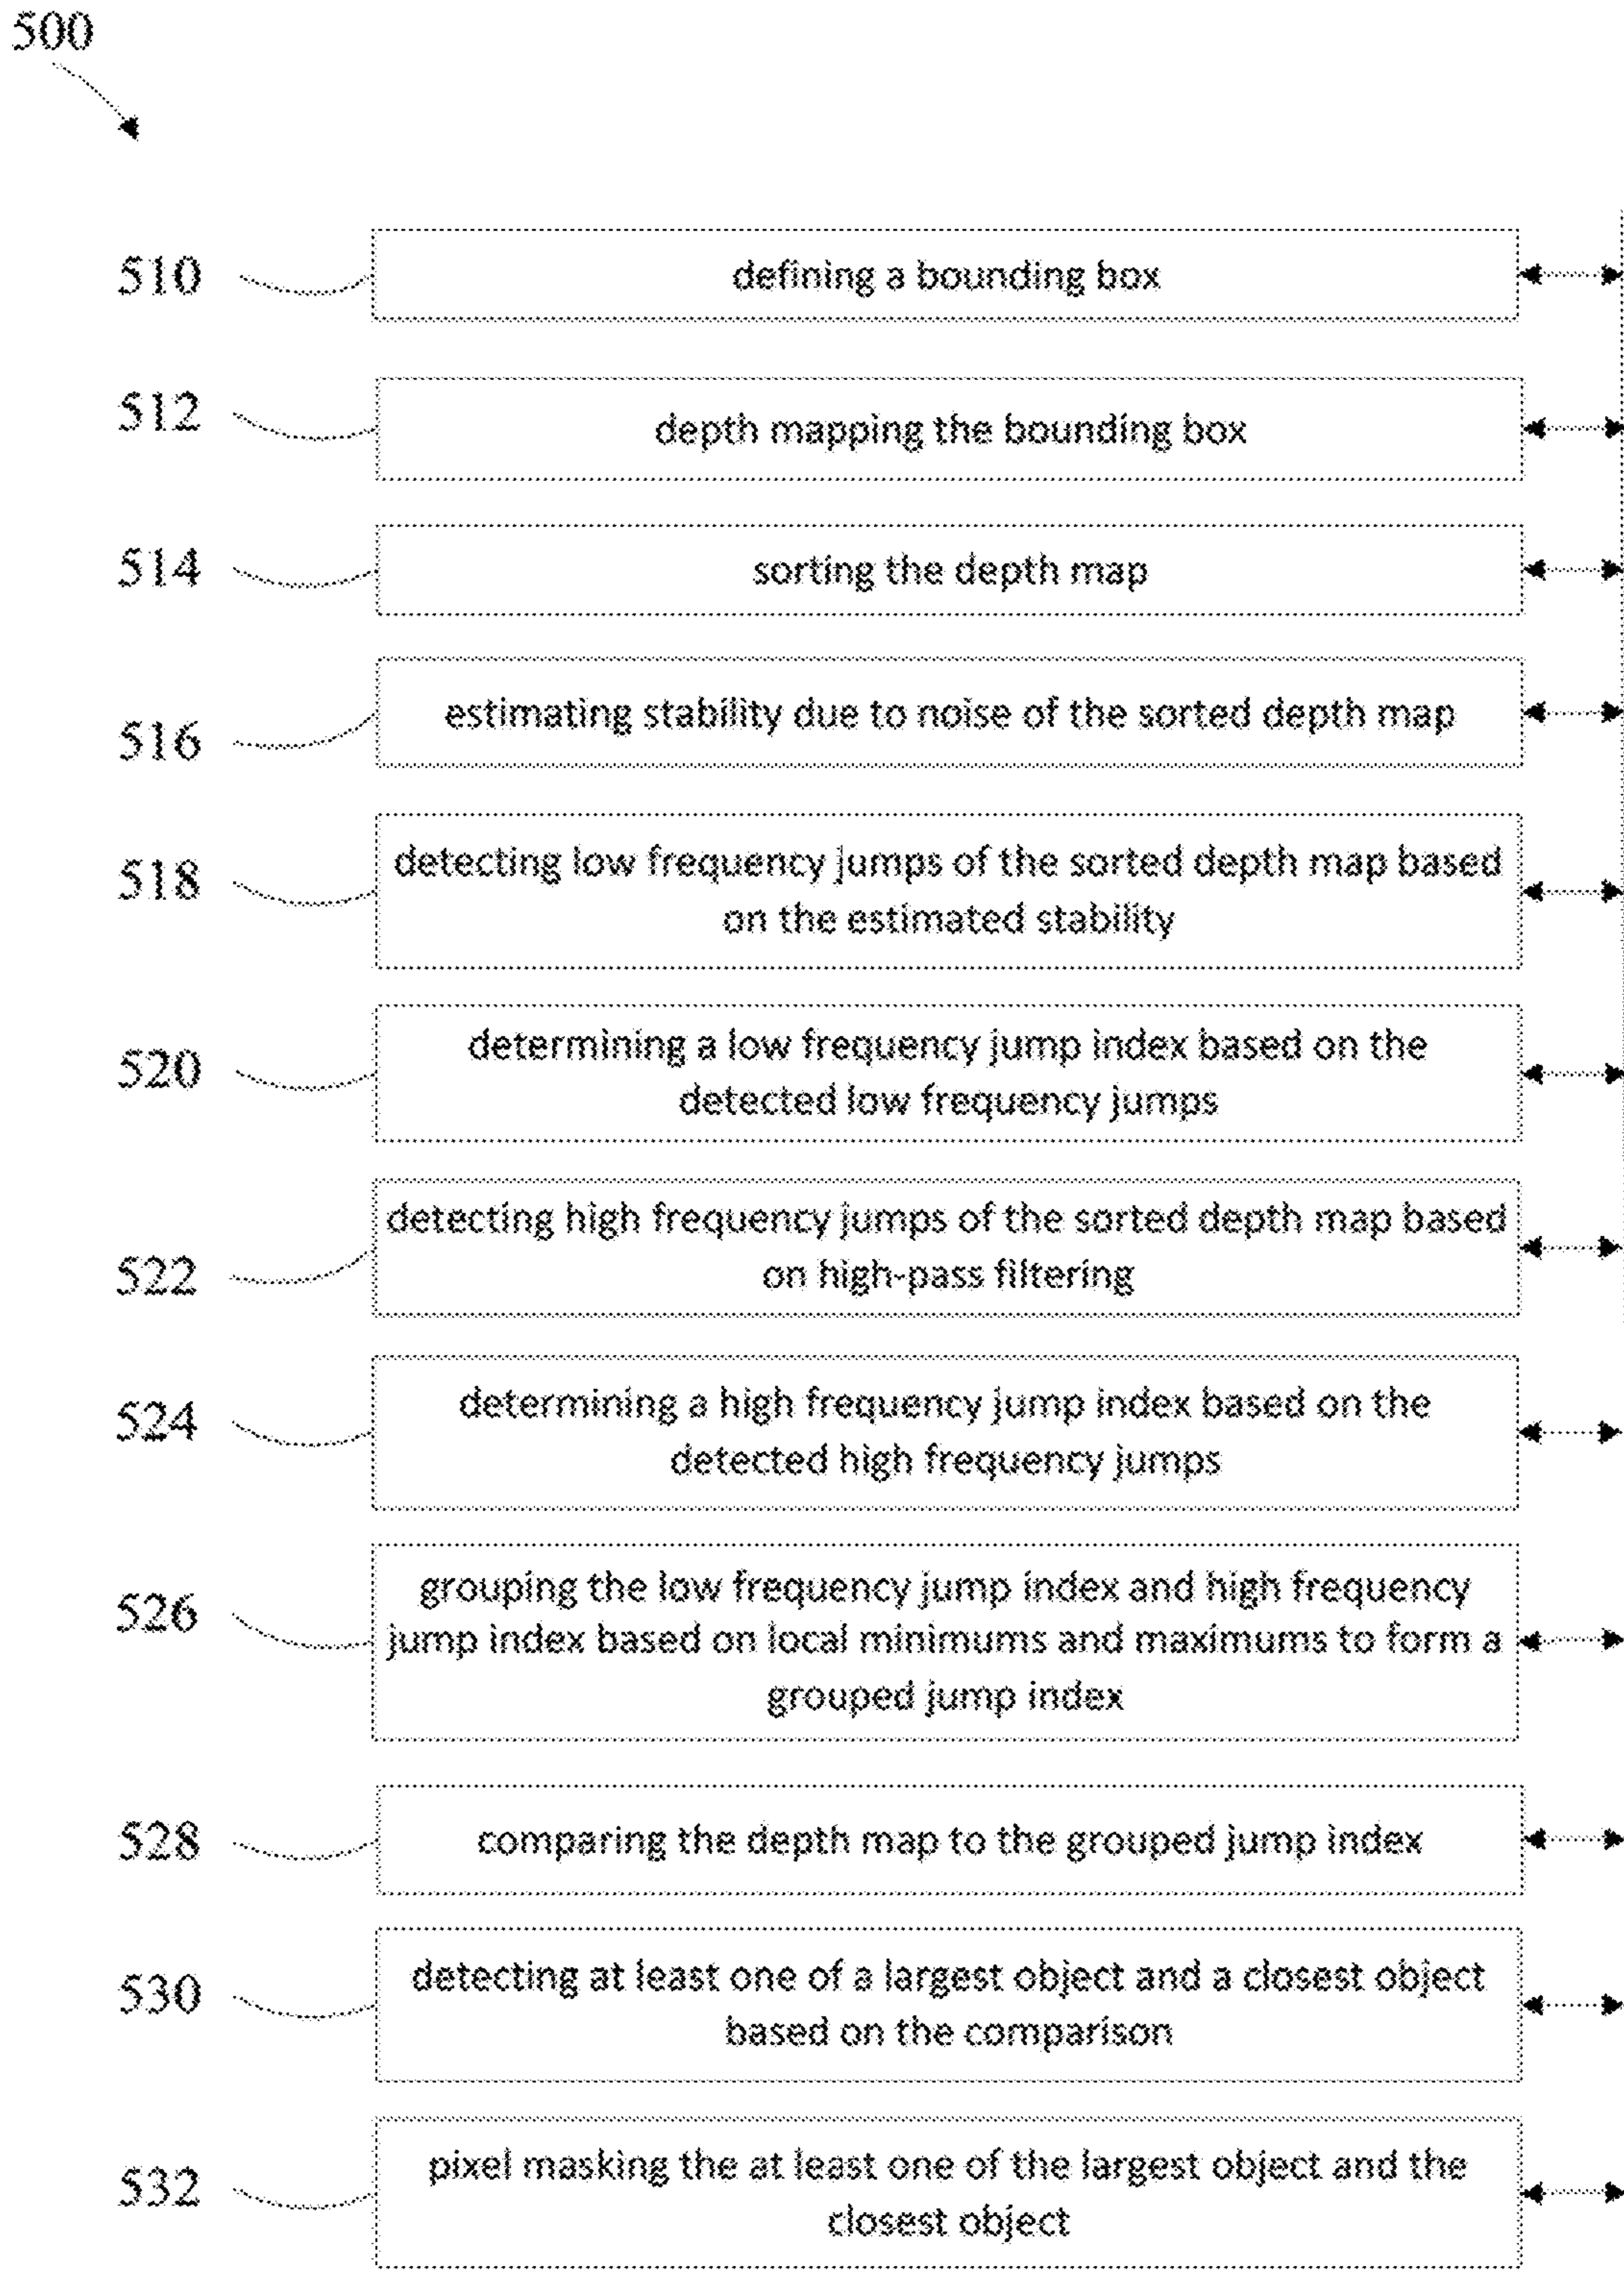 500
510
defining a bounding box
512
depth mapping the bounding box
514
sorting the depth map
516
estimating stability due to noise of the sorted depth map
518
detecting low frequency jumps of the sorted depth map based
on the estimated stability
520
determining a low frequency jump index based on the
detected low frequency jumps
522
detecting high frequency jumps of the sorted depth map based
on high-pass filtering
524
determining a high frequency jump index based on the
detected high frequency jumps
526
grouping the low frequency jump index and high frequency
jump index based on local minimums and maximums to form a
grouped jump index
528
comparing the depth map to the grouped jump index
530
detecting at least one of a largest object and a closest object
based on the comparison
532
pixel masking the at least one of the largest object and the
closest object